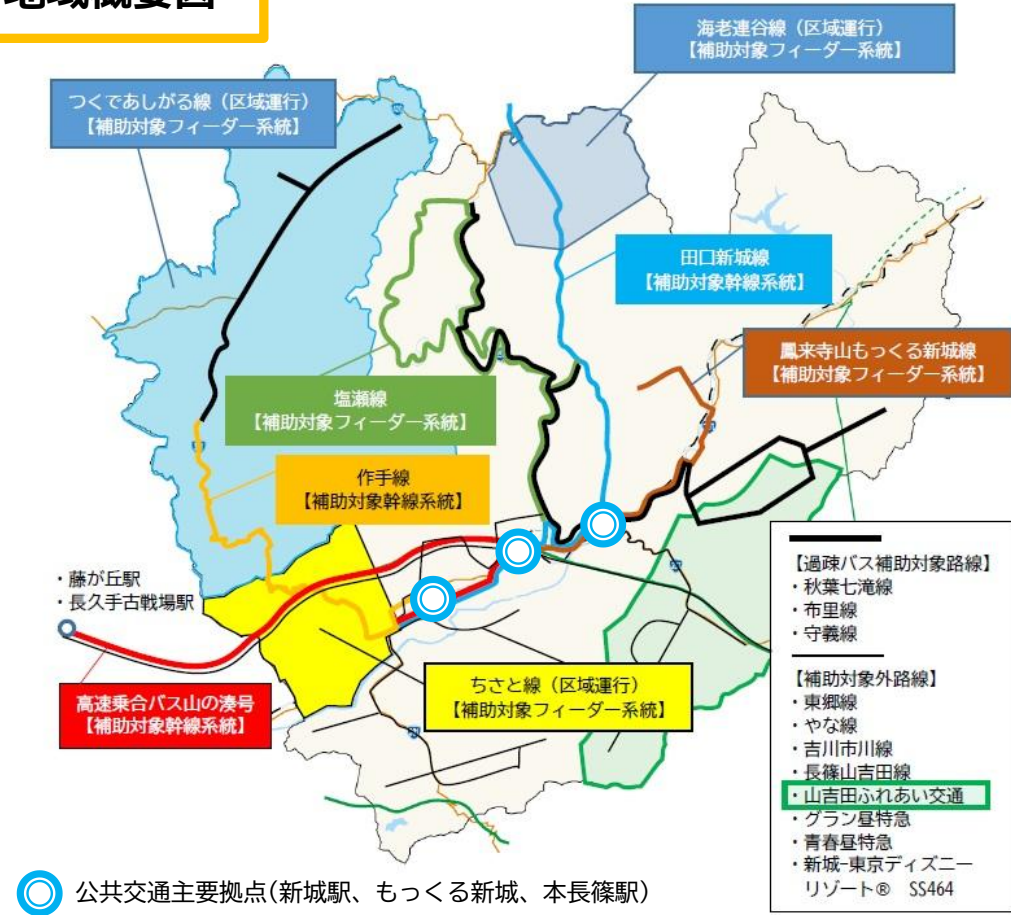 地域概要図
海老連谷線（区域運行）
【補助対象フィーダー系統】
つくであしがる線（区域運行）
【補助対象フィーダー系統】
田口新城線
【補助対象幹線系統】
鳳来寺山もっくる新城線
【補助対象フィーダー系統】
塩瀬線
【補助対象フィーダー系統】
作手線
【補助対象幹線系統】
・藤が丘駅
・長久手古戦場駅
高速乗合バス山の湊号
【補助対象幹線系統】
ちさと線（区域運行）
【補助対象フィーダー系統】
【過疎バス補助対象路線】
・秋葉七滝線
・布里線
・守義線
【補助対象外路線】
・東郷線
・やな線
・吉川市川線
・長篠山吉田線
・山吉田ふれあい交通
・グラン昼特急
・青春昼特急
・新城-東京ディズニー
リゾート® SS464
公共交通主要拠点(新城駅、もっくる新城、本長篠駅)